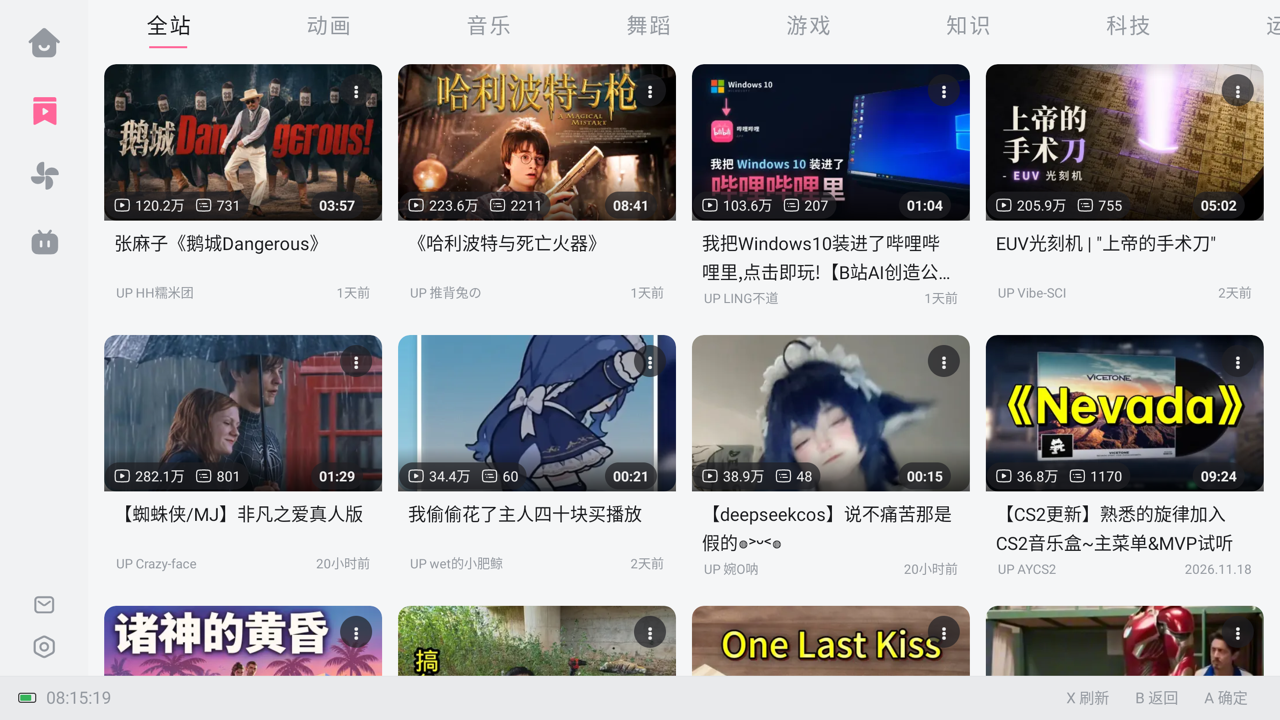 全站 动画 音乐 舞蹈 游戏 知识 科技
鹅城Dangerous!
120.2万 731 03:57
张麻子《鹅城Dangerous》
UP HH糯米团 1天前
哈利波特与枪
A MAGICAL
MISTAKE
223.6万 2211 08:41
《哈利波特与死亡火器》
UP 推背兔の 1天前
Windows 10
bilibili
哔哩哔哩
我把 Windows 10 装进了
哔哩哔哩里
103.6万 207 01:04
我把Windows10装进了哔哩哔
哩里,点击即玩!【B站AI创造公...
UP LING不道 1天前
上帝的
手术刀
- EUV 光刻机
205.9万 755 05:02
EUV光刻机 | "上帝的手术刀"
UP Vibe-SCI 2天前
282.1万 801 01:29
【蜘蛛侠/MJ】非凡之爱真人版
UP Crazy-face 20小时前
34.4万 60 00:21
我偷偷花了主人四十块买播放
UP wet的小肥鲸 2天前
38.9万 48 00:15
【deepseekcos】说不痛苦那是
假的๑˃ᴗ˂๑
UP 婉O呐 20小时前
VICETONE
《Nevada》
36.8万 1170 09:24
【CS2更新】熟悉的旋律加入
CS2音乐盒~主菜单&MVP试听
UP AYCS2 2026.11.18
诸神的黄昏
搞
One Last Kiss
08:15:19 X 刷新 B 返回 A 确定